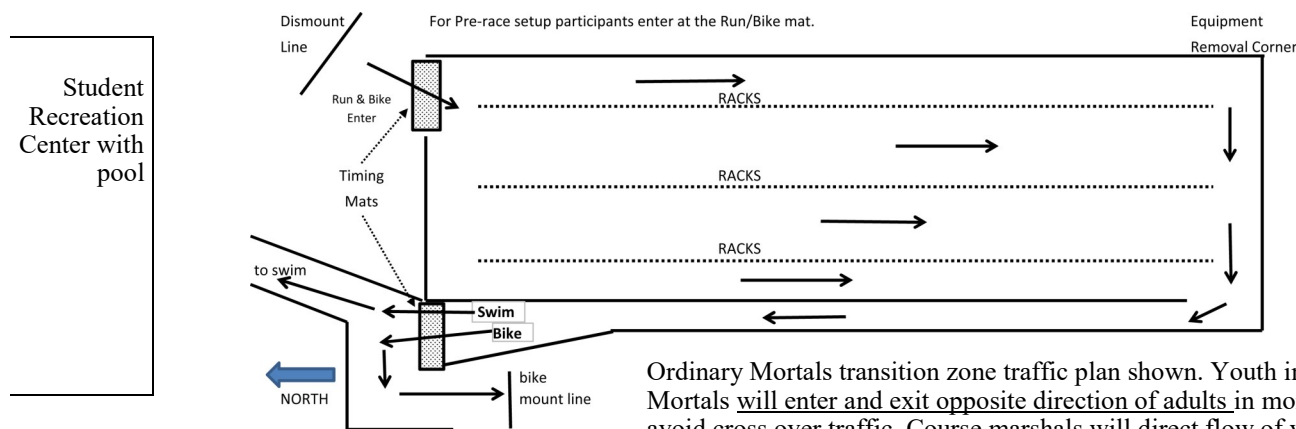 Dismount
Line
For Pre-race setup participants enter at the Run/Bike mat.
Equipment
Removal Corner
Student
Recreation
Center with
pool
Run & Bike
Enter
RACKS
Timing
Mats
RACKS
RACKS
to swim
Swim
Bike
NORTH
bike
mount line
Ordinary Mortals transition zone traffic plan shown. Youth in
Mortals will enter and exit opposite direction of adults in
avoid cross over traffic. Course marshals will direct flow of